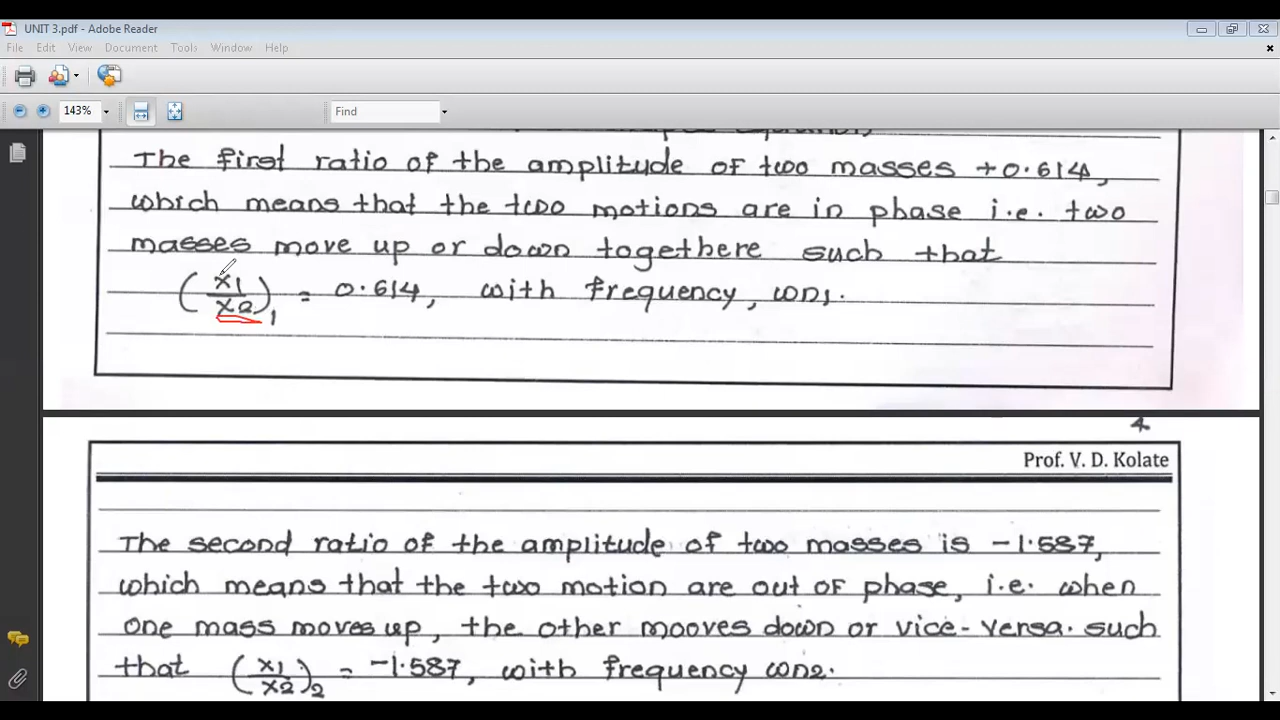 UNIT 3.pdf - Adobe Reader
File Edit View Document Tools Window Help
143%
Find
The first ratio of the amplitude of two masses +0.614,
which means that the two motions are in phase i.e. two
masses move up or down togethere such that
(x1/x2)1 = 0.614, with frequency, ωn1.
4
Prof. V. D. Kolate
The second ratio of the amplitude of two masses is -1.587,
which means that the two motion are out of phase, i.e. when
one mass moves up, the other mooves down or vice-versa. such
that (x1/x2)2 = -1.587, with frequency ωn2.